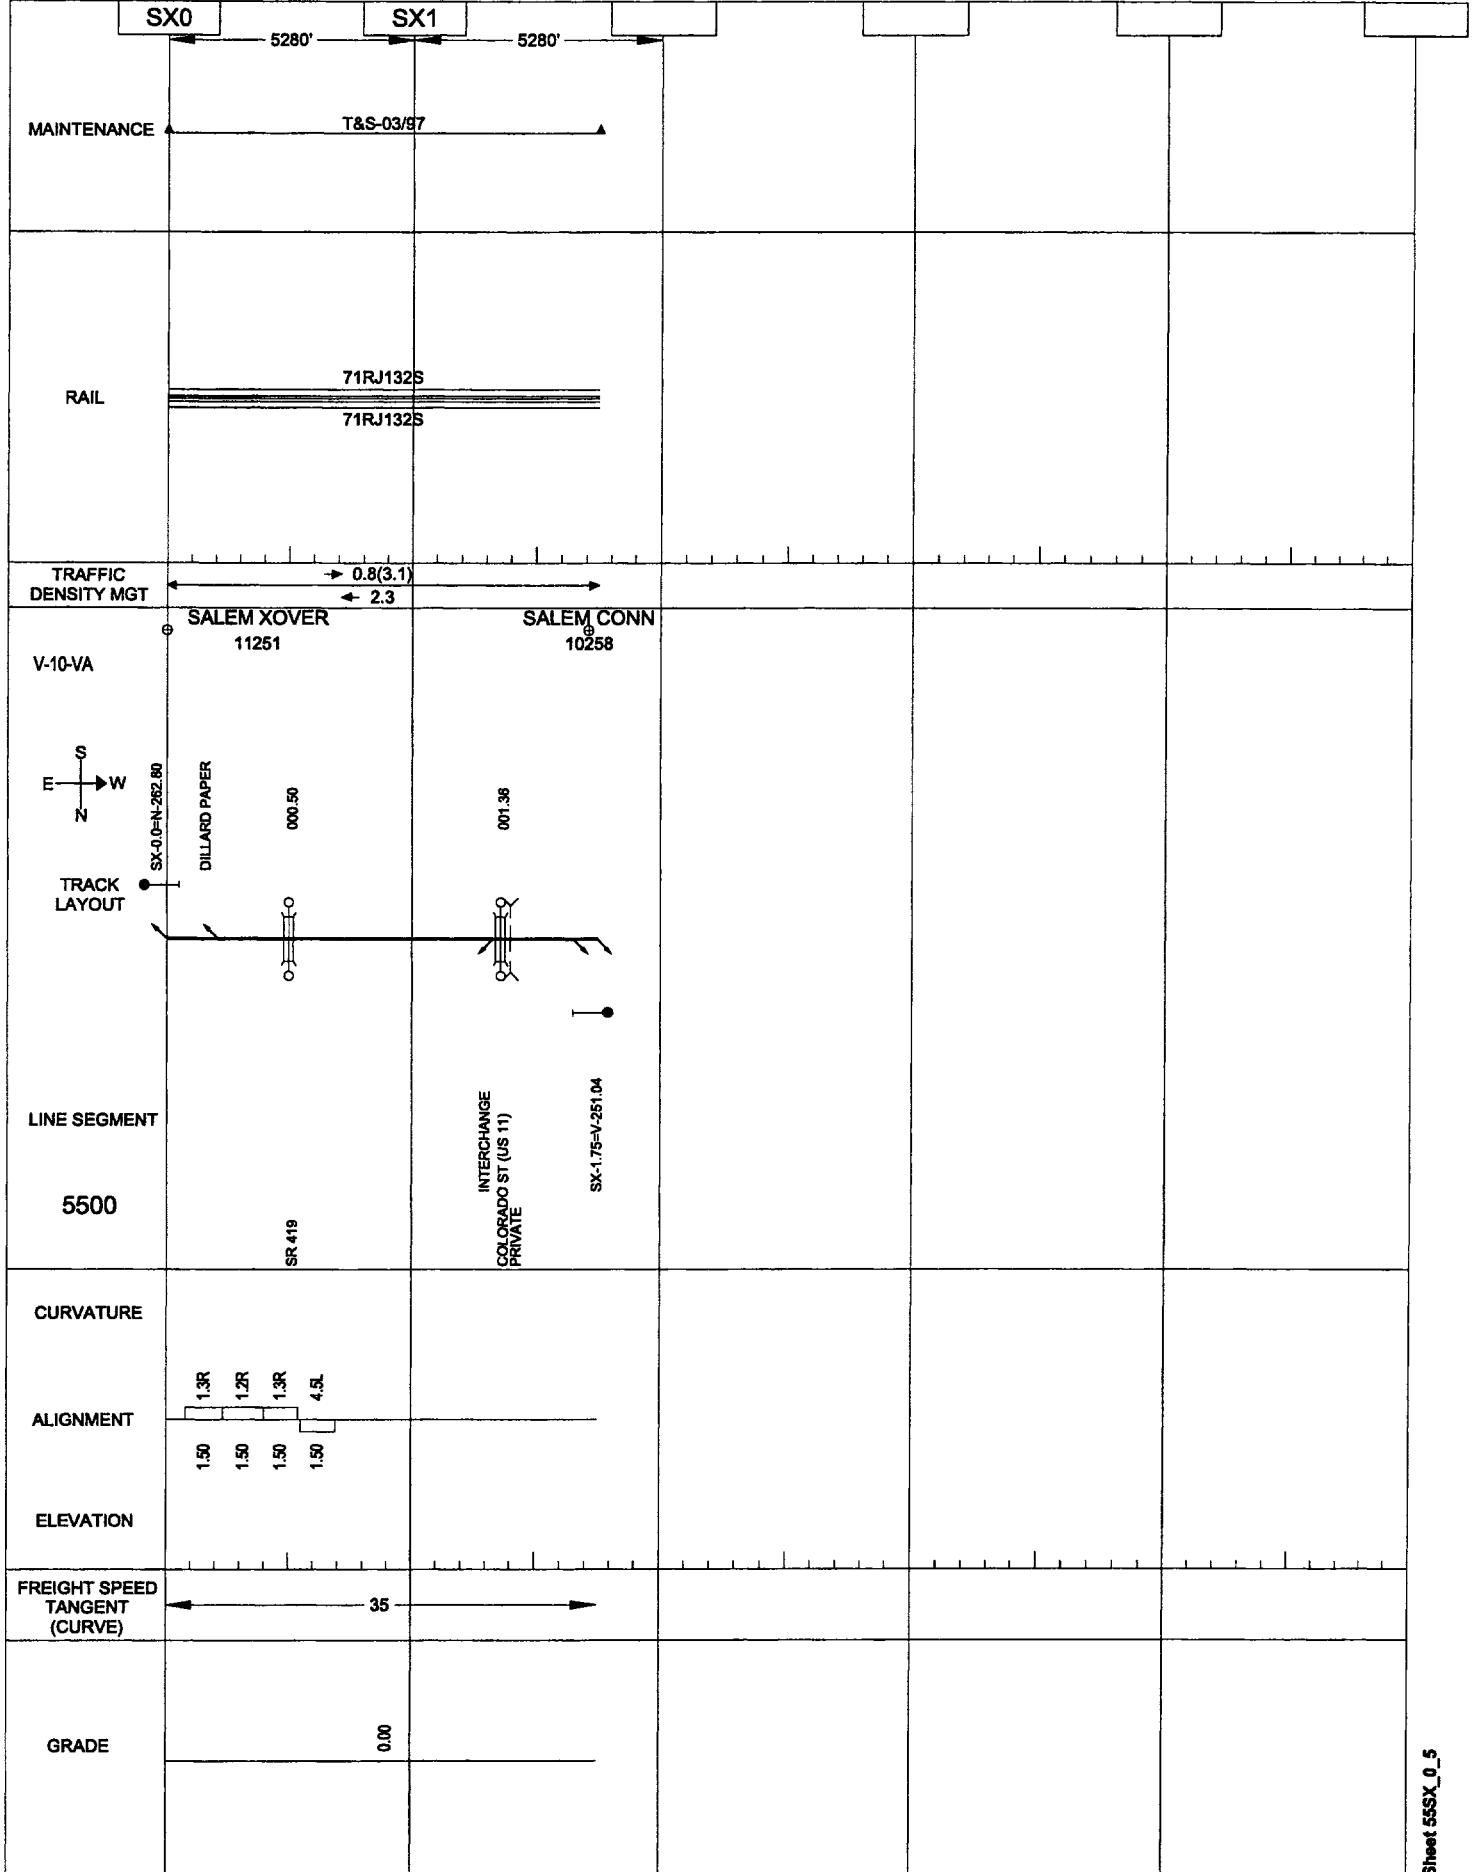 SX0
SX1
5280'
5280'
MAINTENANCE
T&S-03/97
RAIL
71RJ132S
71RJ132S
TRAFFIC
DENSITY MGT
0.8(3.1)
2.3
SALEM XOVER
11251
SALEM CONN
10258
V-10-VA
S
E
W
N
SX-0.0=N-262.80
DILLARD PAPER
000.50
001.36
TRACK
LAYOUT
LINE SEGMENT
5500
SR 419
INTERCHANGE
COLORADO ST (US 11)
PRIVATE
SX-1.75=V-251.04
CURVATURE
1.3R
1.2R
1.3R
4.5L
ALIGNMENT
1.50
1.50
1.50
1.50
ELEVATION
FREIGHT SPEED
TANGENT
(CURVE)
35
GRADE
0.00
Sheet 55SX_0_5